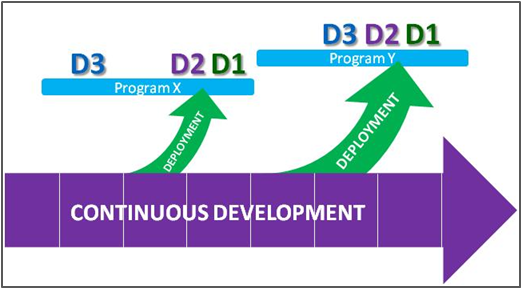 D3 D2 D1
Program X
D3 D2 D1
Program Y
DEPLOYMENT
DEPLOYMENT
CONTINUOUS DEVELOPMENT